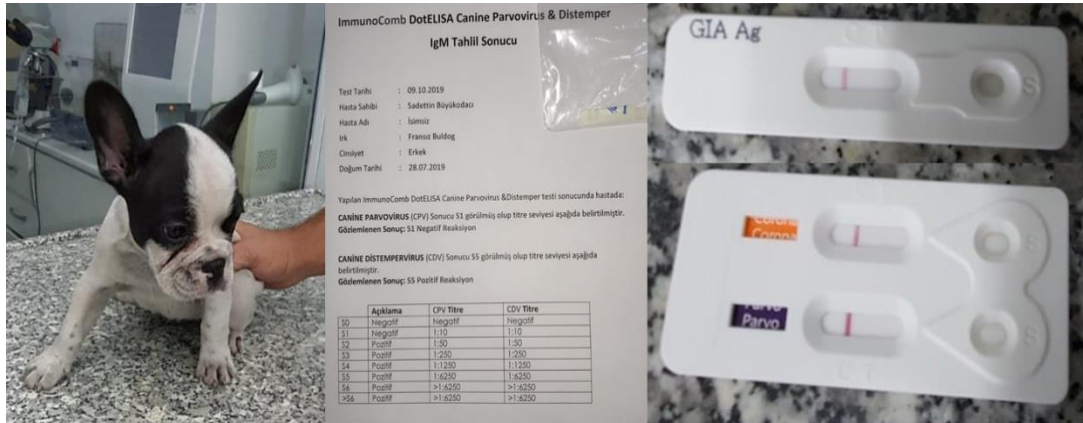 ImmunoComb DotELISA Canine Parvovirus & Distemper
IgM Tahlil Sonucu
Test Tarihi : 09.10.2019
Hasta Sahibi : Sadettin Büyükodacı
Hasta Adı : İsimsiz
Irk : Fransız Buldog
Cinsiyet : Erkek
Doğum Tarihi : 28.07.2019
Yapılan ImmunoComb DotELISA Canine Parvovirus &Distemper testi sonucunda hastada:
CANİNE PARVOVİRUS (CPV) Sonucu S1 görülmüş olup titre seviyesi aşağıda belirtilmiştir.
Gözlemlenen Sonuç: S1 Negatif Reaksiyon
CANİNE DİSTEMPERVİRUS (CDV) Sonucu S5 görülmüş olup titre seviyesi aşağıda
belirtilmiştir.
Gözlemlenen Sonuç: S5 Pozitif Reaksiyon
Açıklama CPV Titre CDV Titre
S0 Negatif Negatif Negatif
S1 Negatif 1:10 1:10
S2 Pozitif 1:50 1:50
S3 Pozitif 1:250 1:250
S4 Pozitif 1:1250 1:1250
S5 Pozitif 1:6250 1:6250
S6 Pozitif >1:6250 >1:6250
>S6 Pozitif >1:6250 >1:6250
GIA Ag
C T
S
Corona
Corona
S
Parvo
Parvo
S
C T